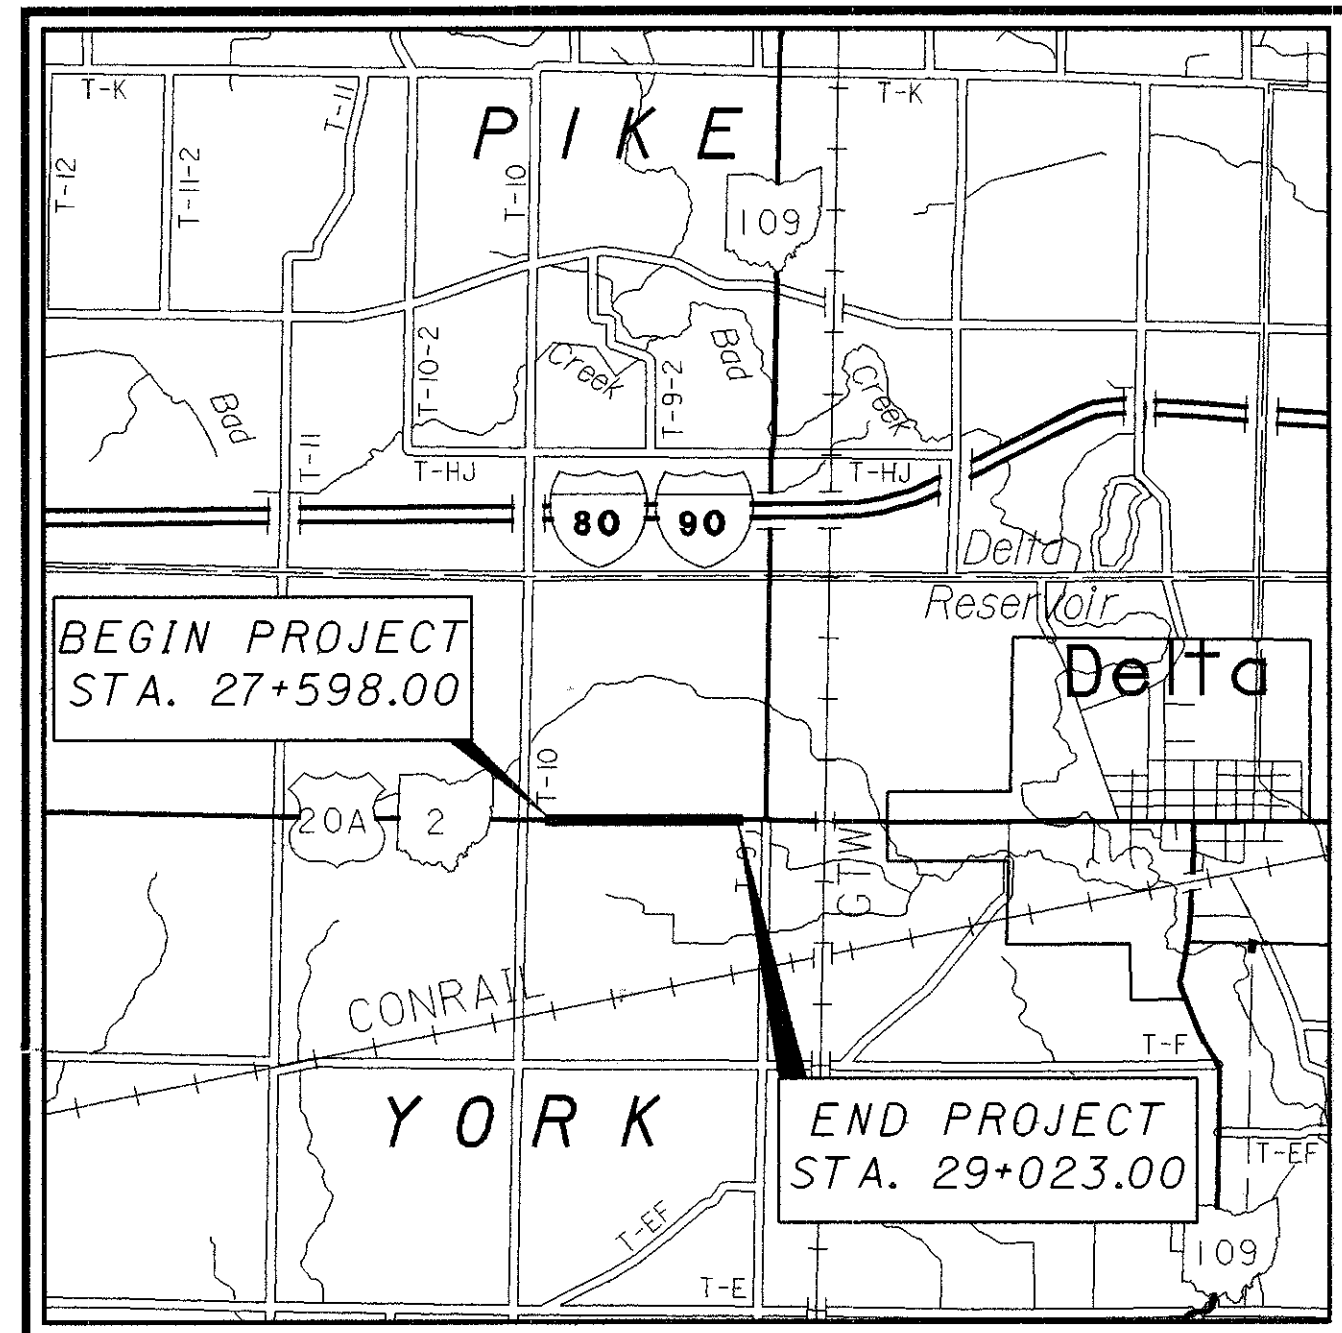 T-K
T-K
T-11
PIKE
T-12
T-11-2
T-10
109
T-10-2
Creek
Bad
T-9-2
Creek
Bad
T-11
T-HJ
T-HJ
80
90
Delta
Reservoir
BEGIN PROJECT
STA. 27+598.00
Delta
T-10
20A
2
GTW
CONRAIL
T-F
YORK
END PROJECT
STA. 29+023.00
T-EF
T-EF
109
T-E